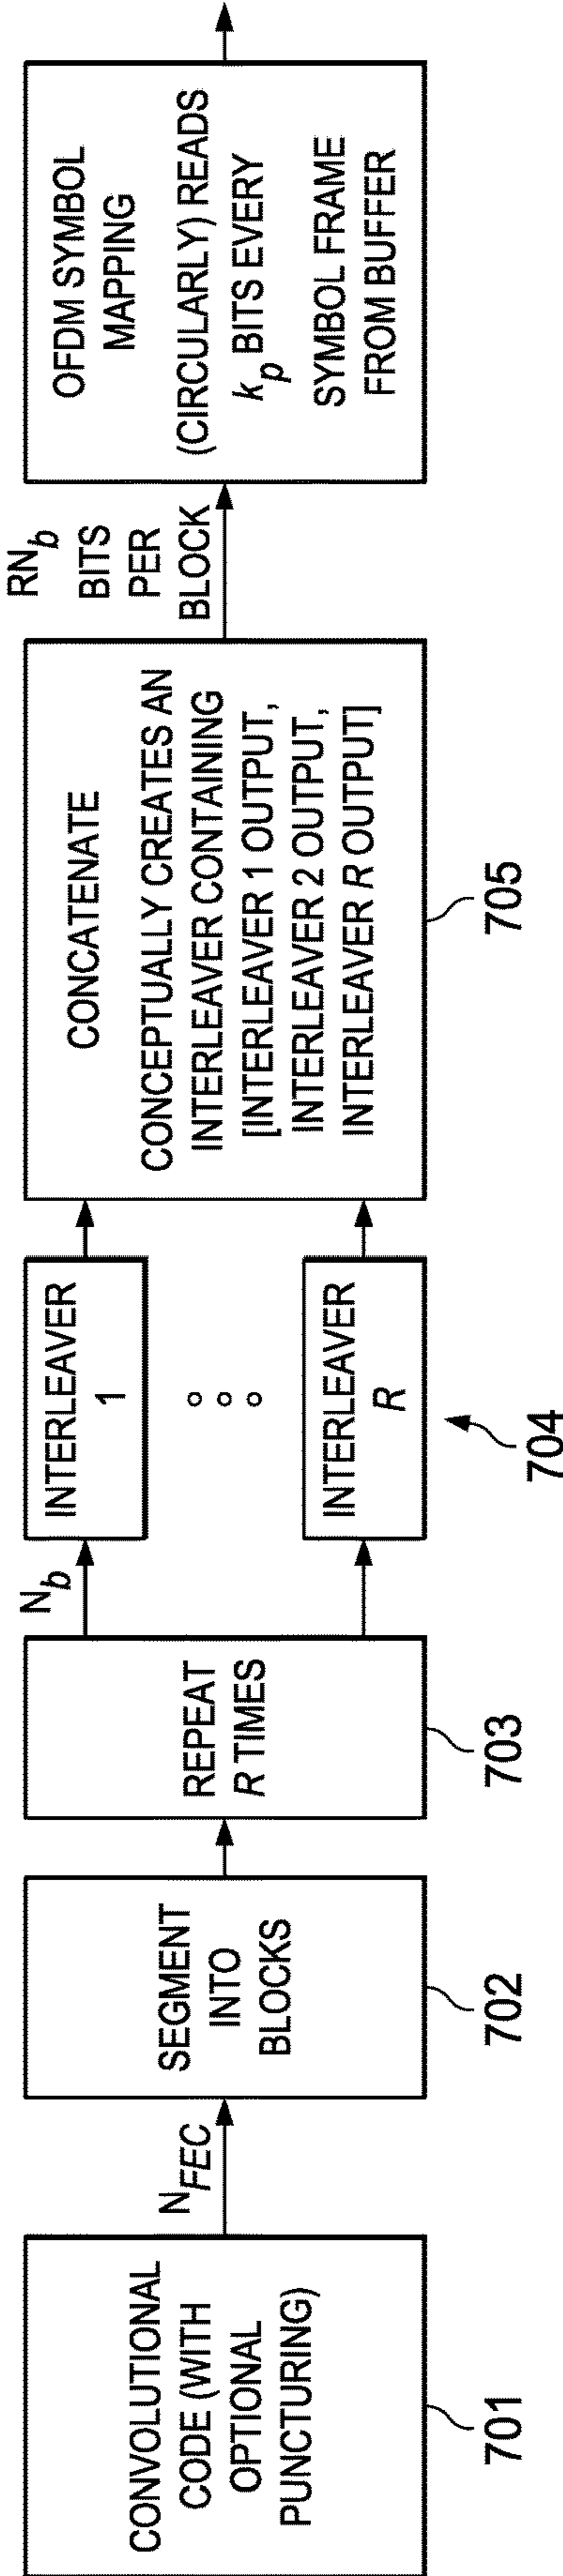 CONVOLUTIONAL
CODE (WITH
OPTIONAL
PUNCTURING)
701
N_FEC
SEGMENT
INTO
BLOCKS
702
REPEAT
R TIMES
703
N_b
INTERLEAVER
1
INTERLEAVER
R
704
CONCATENATE
CONCEPTUALLY CREATES AN
INTERLEAVER CONTAINING
[INTERLEAVER 1 OUTPUT,
INTERLEAVER 2 OUTPUT,
INTERLEAVER R OUTPUT]
705
RN_b
BITS
PER
BLOCK
OFDM SYMBOL
MAPPING
(CIRCULARLY) READS
k_p BITS EVERY
SYMBOL FRAME
FROM BUFFER